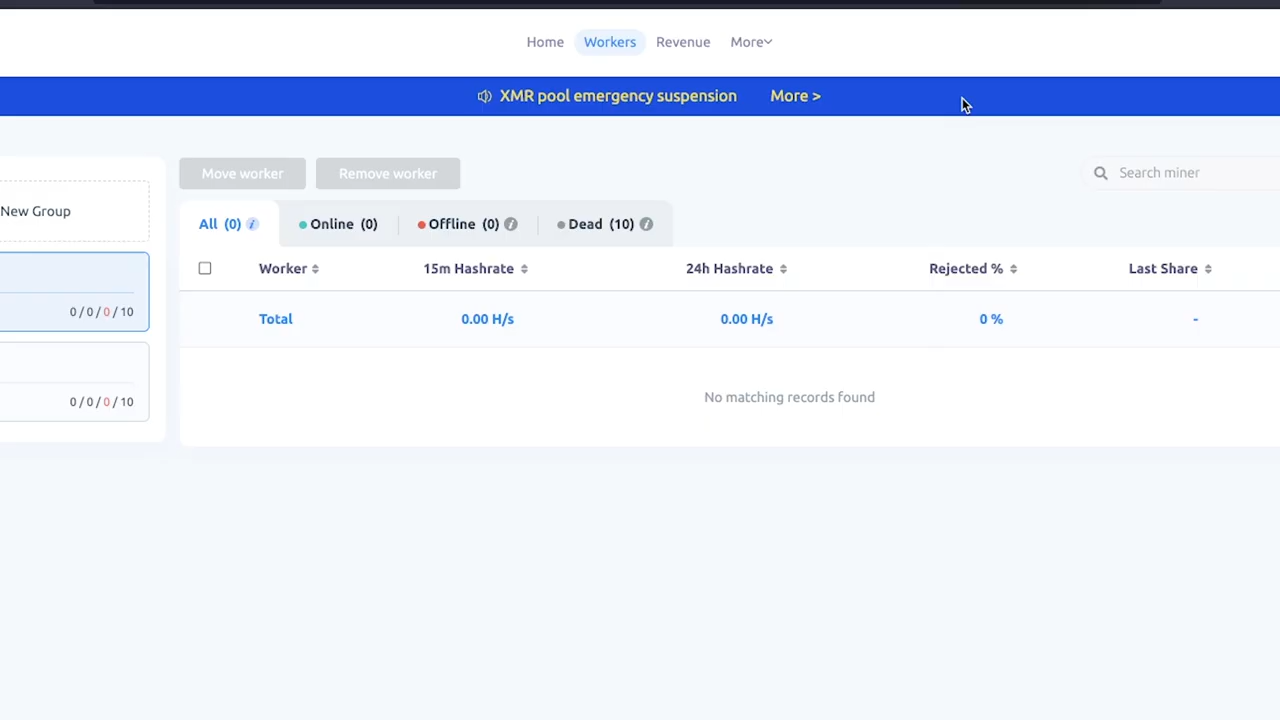 Home Workers Revenue More
XMR pool emergency suspension More >
Move worker Remove worker Search miner
New Group
All (0) Online (0) Offline (0) Dead (10)
Worker 15m Hashrate 24h Hashrate Rejected % Last Share
0 / 0 / 0 / 10
Total 0.00 H/s 0.00 H/s 0 % -
No matching records found
0 / 0 / 0 / 10